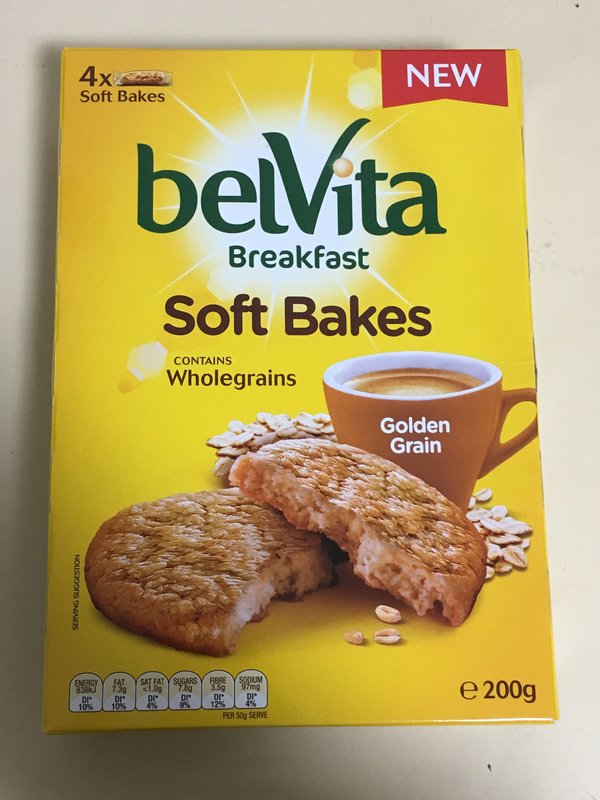 4x
Soft Bakes
NEW
belVita
Breakfast
Soft Bakes
CONTAINS
Wholegrains
Golden
Grain
SERVING SUGGESTION
ENERGY 838kJ DI* 10%
FAT 7.3g DI* 10%
SAT FAT <1.0g DI* 4%
SUGARS 7.8g DI* 9%
FIBRE 3.5g DI* 12%
SODIUM 97mg DI* 4%
PER 50g SERVE
e 200g